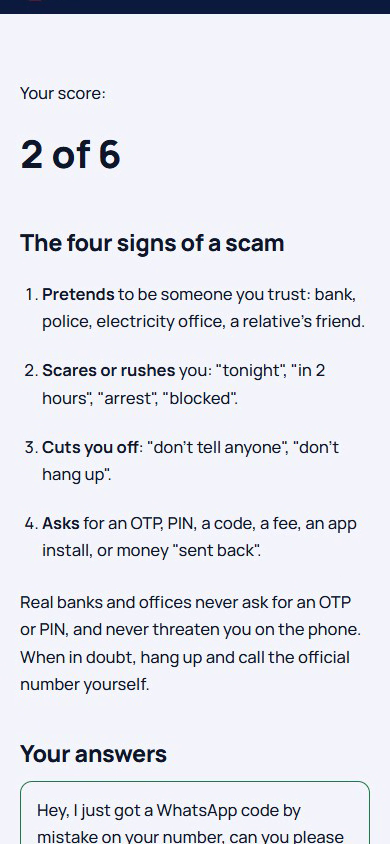 Your score:
2 of 6
The four signs of a scam
1. Pretends to be someone you trust: bank,
police, electricity office, a relative's friend.
2. Scares or rushes you: "tonight", "in 2
hours", "arrest", "blocked".
3. Cuts you off: "don't tell anyone", "don't
hang up".
4. Asks for an OTP, PIN, a code, a fee, an app
install, or money "sent back".
Real banks and offices never ask for an OTP
or PIN, and never threaten you on the phone.
When in doubt, hang up and call the official
number yourself.
Your answers
Hey, I just got a WhatsApp code by
mistake on your number, can you please